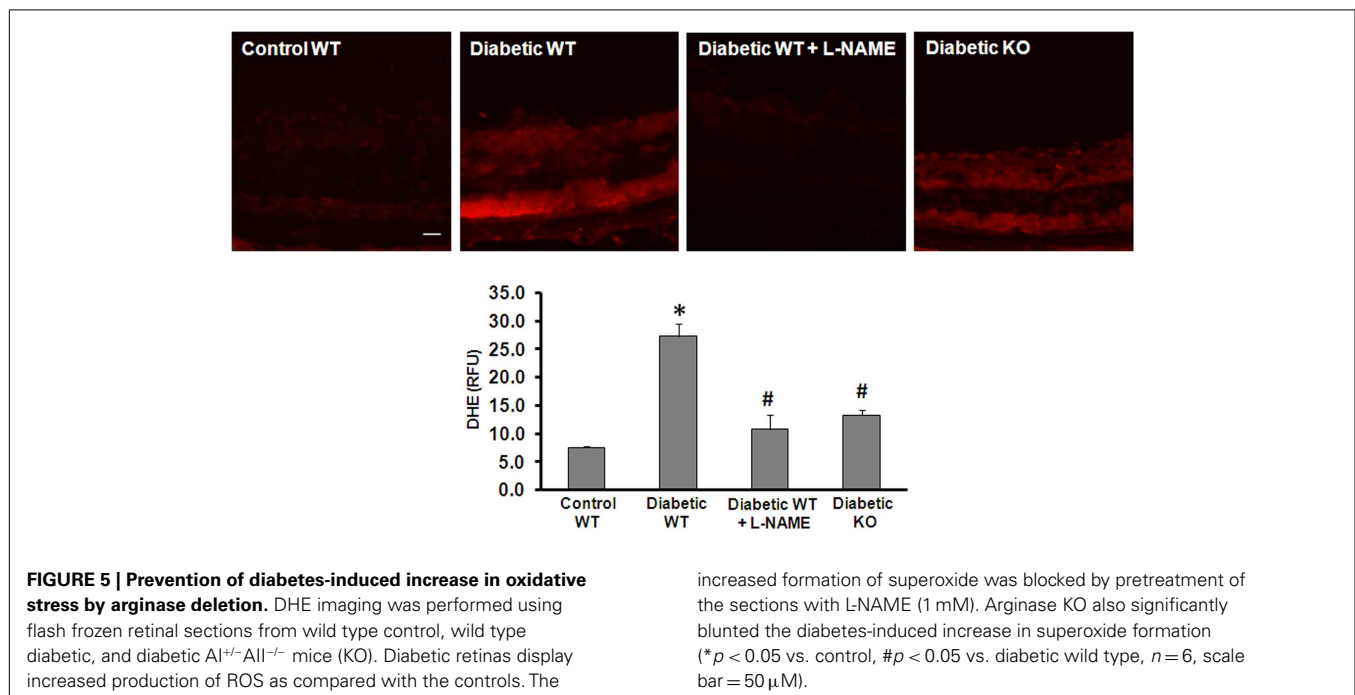 Control WT
Diabetic WT
Diabetic WT + L-NAME
Diabetic KO
35.0
30.0
25.0
20.0
15.0
10.0
5.0
0.0
DHE (RFU)
*
#
#
Control
WT
Diabetic
WT
Diabetic WT
+ L-NAME
Diabetic
KO
FIGURE 5 | Prevention of diabetes-induced increase in oxidative
stress by arginase deletion. DHE imaging was performed using
flash frozen retinal sections from wild type control, wild type
diabetic, and diabetic AI⁺/⁻AII⁻/⁻ mice (KO). Diabetic retinas display
increased production of ROS as compared with the controls. The
increased formation of superoxide was blocked by pretreatment of
the sections with L-NAME (1 mM). Arginase KO also significantly
blunted the diabetes-induced increase in superoxide formation
(*p < 0.05 vs. control, #p < 0.05 vs. diabetic wild type, n = 6, scale
bar = 50 μM).